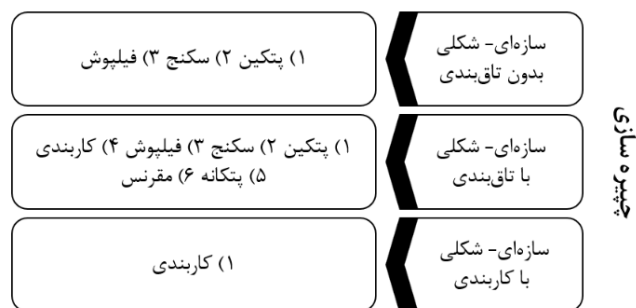 چپیره سازی
سازه‌ای- شکلی
بدون تاق‌بندی
۱) پتکین ۲) سکنج ۳) فیلپوش
سازه‌ای- شکلی
با تاق‌بندی
۱) پتکین ۲) سکنج ۳) فیلپوش ۴) کاربندی
۵) پتکانه ۶) مقرنس
سازه‌ای- شکلی
با کاربندی
۱) کاربندی